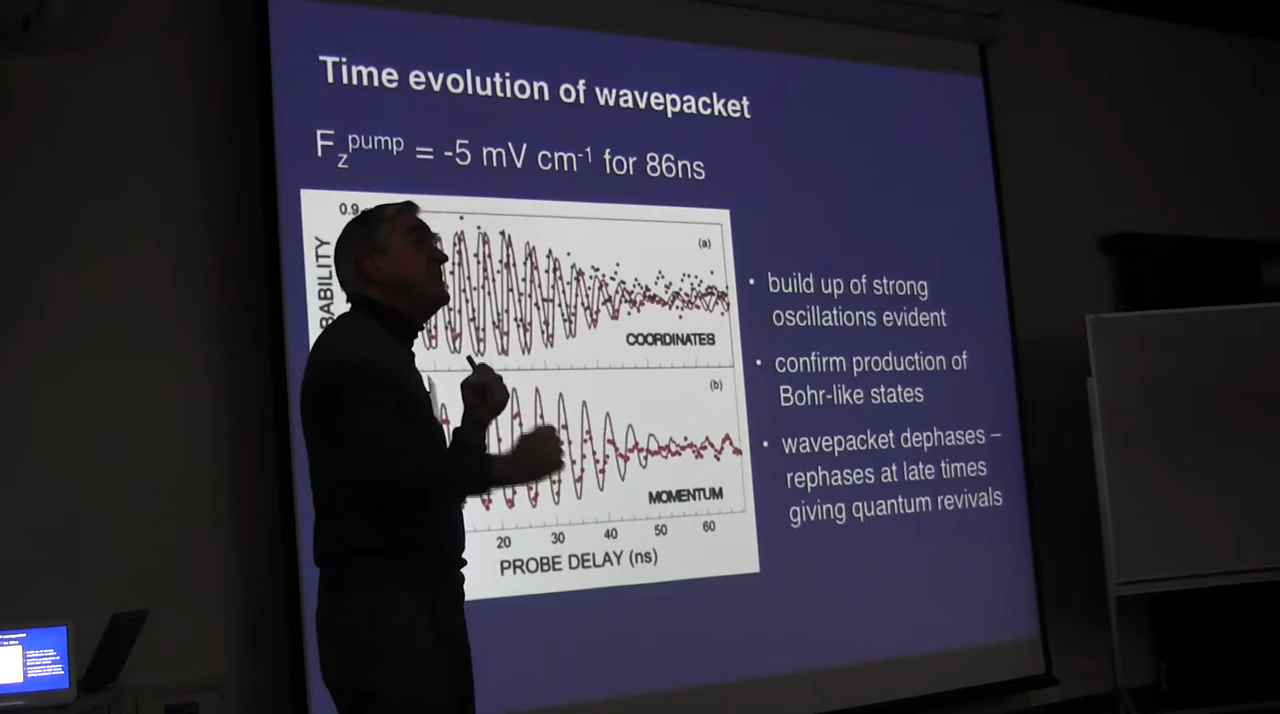 Time evolution of wavepacket
F_z^pump = -5 mV cm^-1 for 86ns
0.9
(a)
COORDINATES
(b)
MOMENTUM
20 30 40 50 60
PROBE DELAY (ns)
• build up of strong
oscillations evident
• confirm production of
Bohr-like states
• wavepacket dephases –
rephases at late times
giving quantum revivals